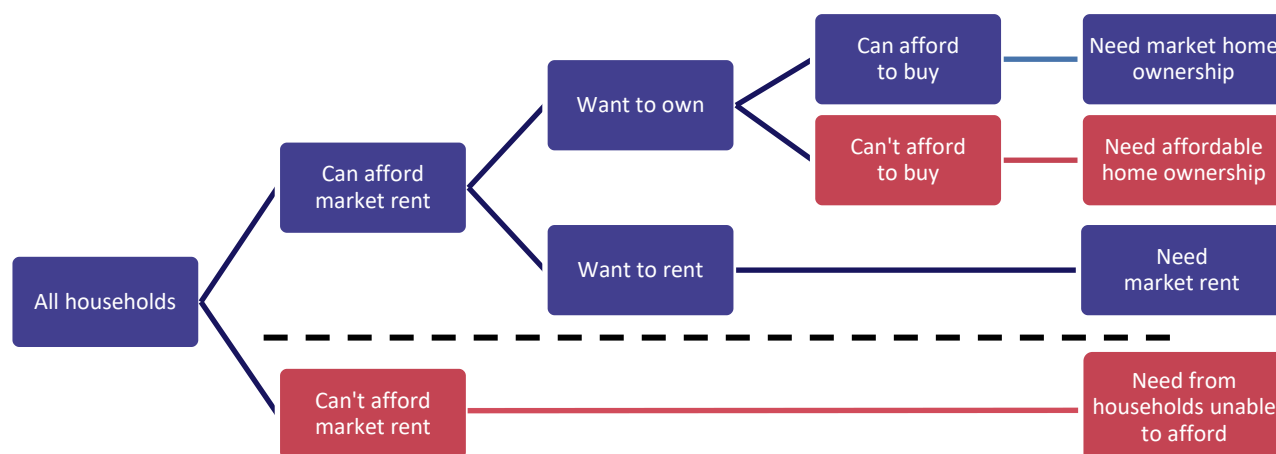 Can afford
to buy
Need market home
ownership
Want to own
Can't afford
to buy
Need affordable
home ownership
Can afford
market rent
Want to rent
Need
market rent
All households
Can't afford
market rent
Need from
households unable
to afford